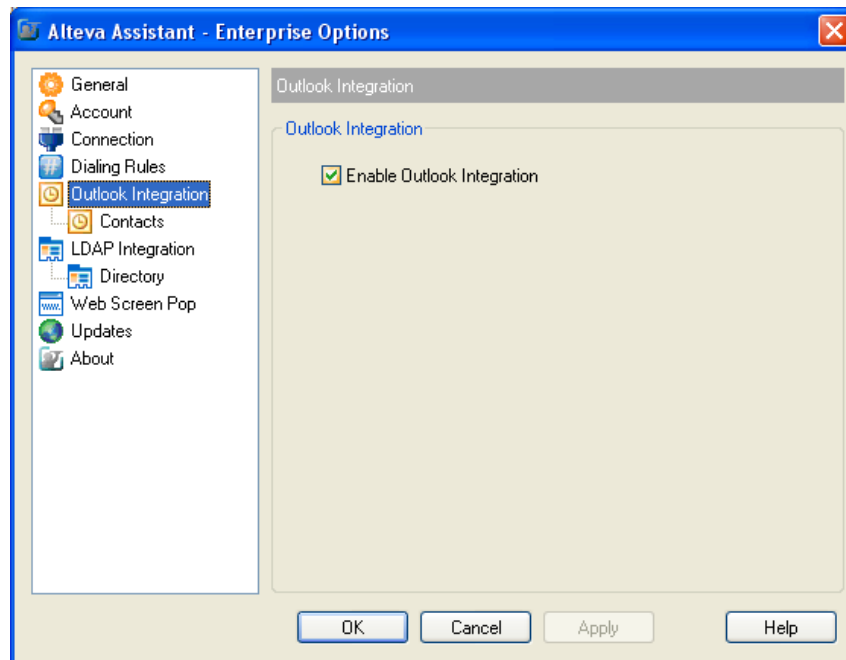 Alteva Assistant - Enterprise Options
General
Account
Connection
Dialing Rules
Outlook Integration
Contacts
LDAP Integration
Directory
www.
Web Screen Pop
Updates
About
Outlook Integration
Outlook Integration
Enable Outlook Integration
OK
Cancel
Apply
Help